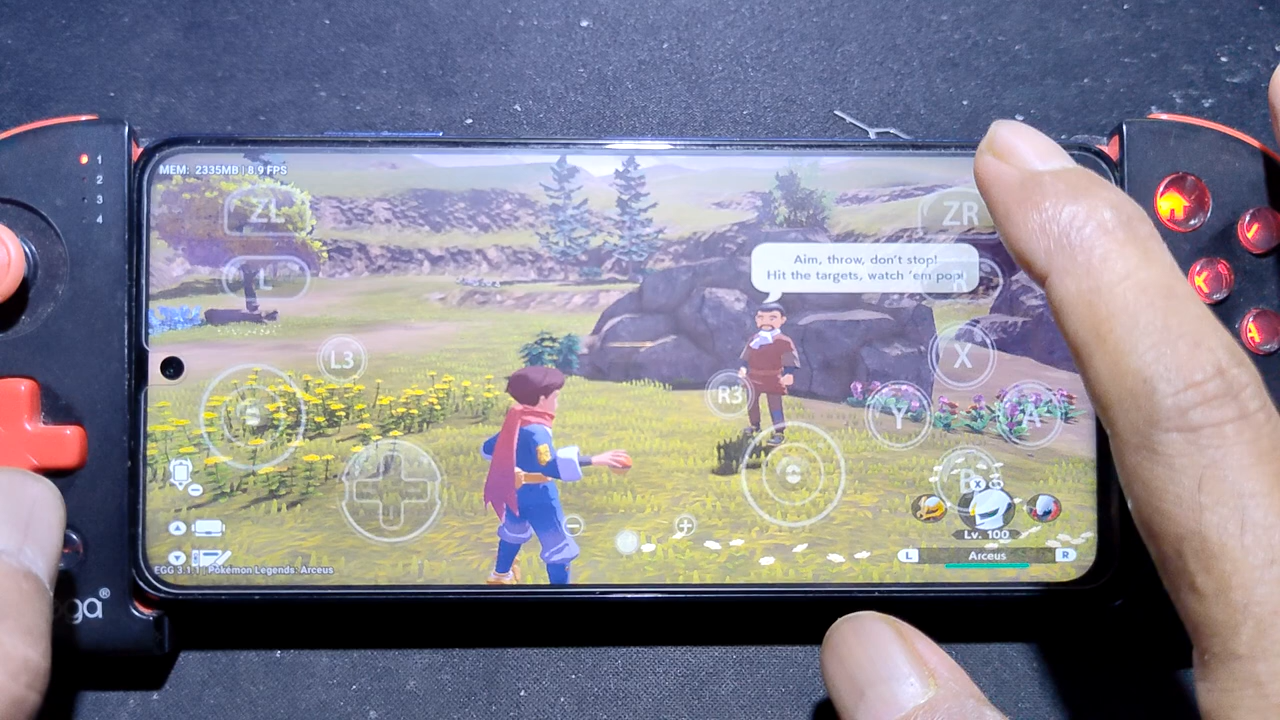 1
2
3
4
MEM: 2335MB | 8.9 FPS
ZL
ZR
L
R
Aim, throw, don't stop!
Hit the targets, watch 'em pop!
L3
X
R3
Y
A
B
X
Lv. 100
L
Arceus
R
EGG 3.1.1 | Pokémon Legends: Arceus
ga®